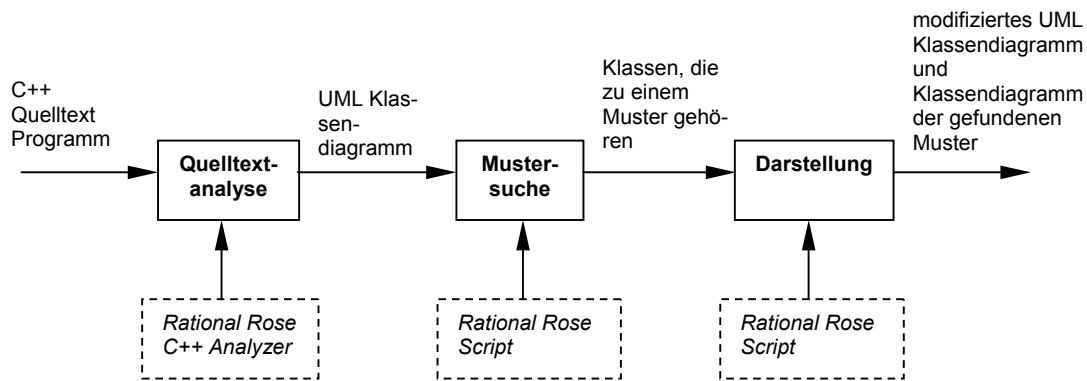 C++
Quelltext
Programm
Quelltext-
analyse
Rational Rose
C++ Analyzer
UML Klas-
sen-
diagramm
Muster-
suche
Rational Rose
Script
Klassen, die
zu einem
Muster gehö-
ren
Darstellung
Rational Rose
Script
modifiziertes UML
Klassendiagramm
und
Klassendiagramm
der gefundenen
Muster